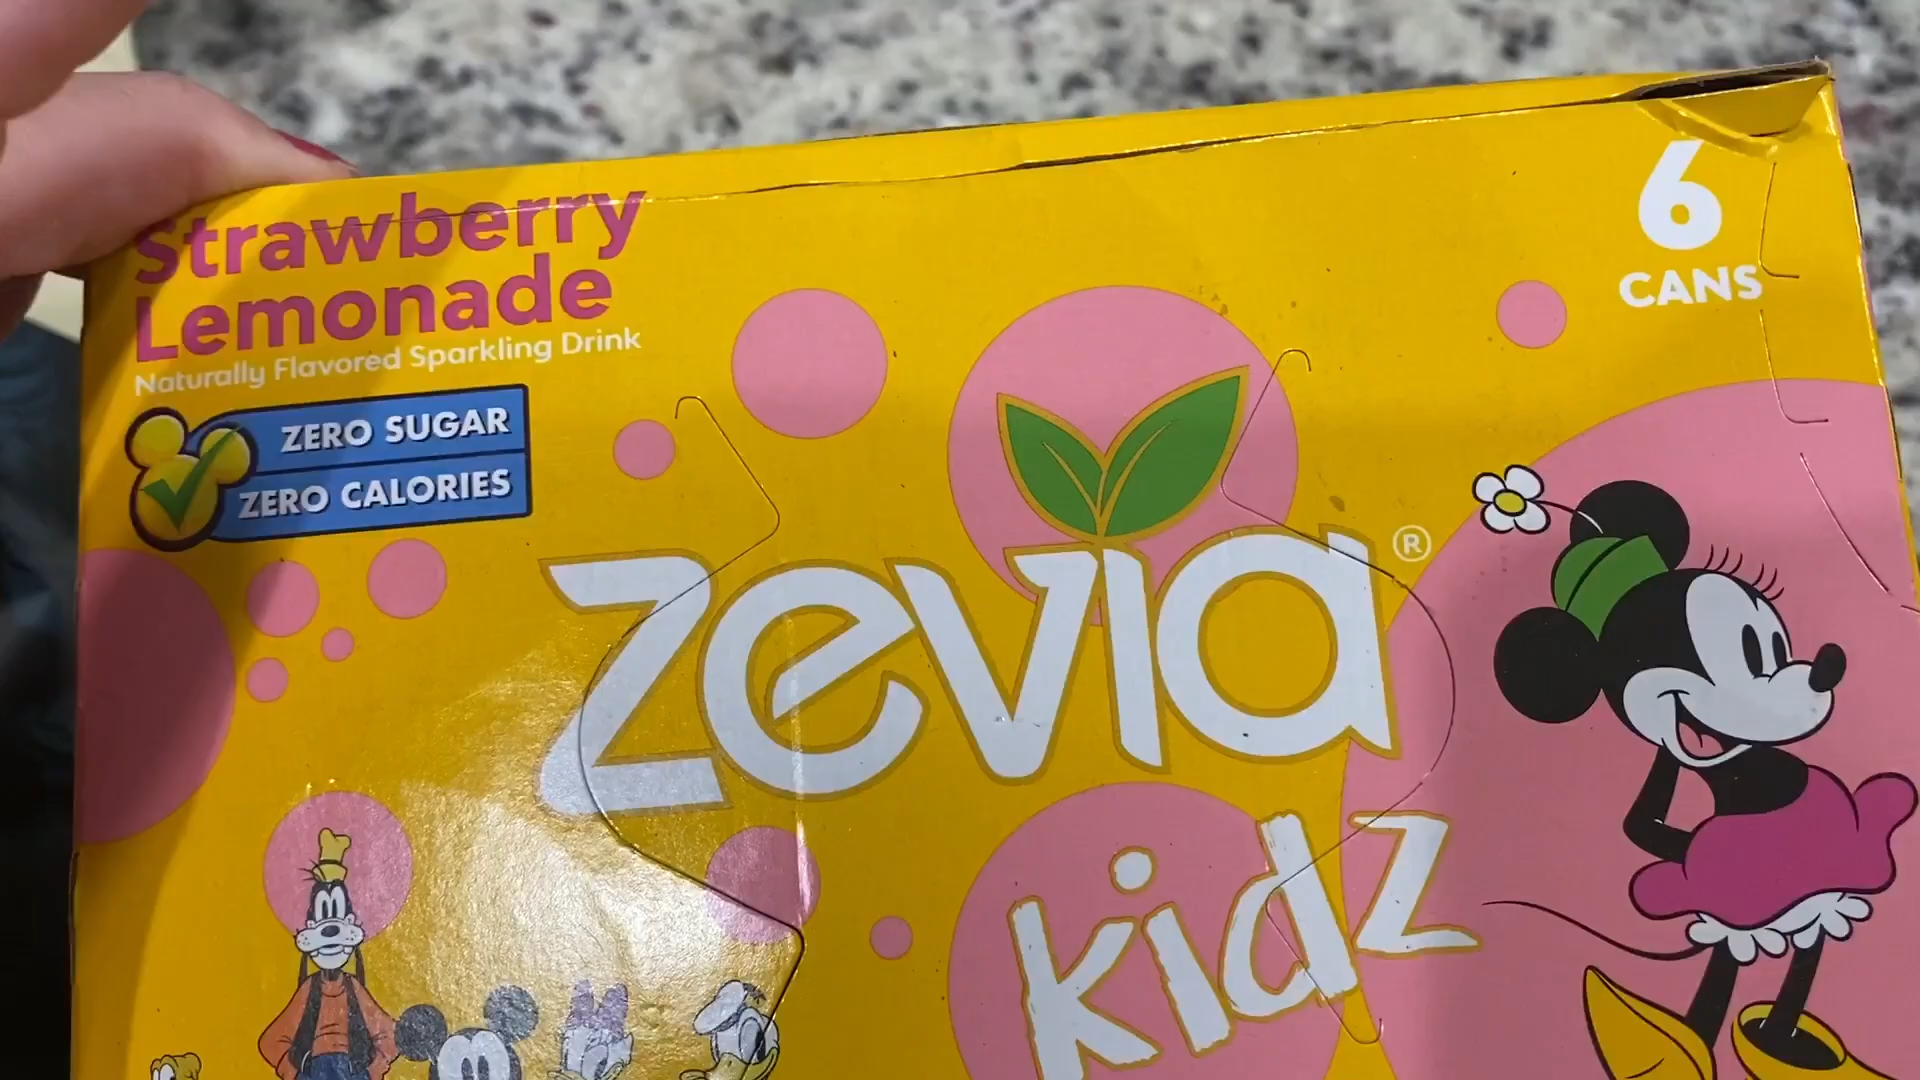 Strawberry
Lemonade
Naturally Flavored Sparkling Drink
ZERO SUGAR
ZERO CALORIES
6
CANS
zevia®
kidz